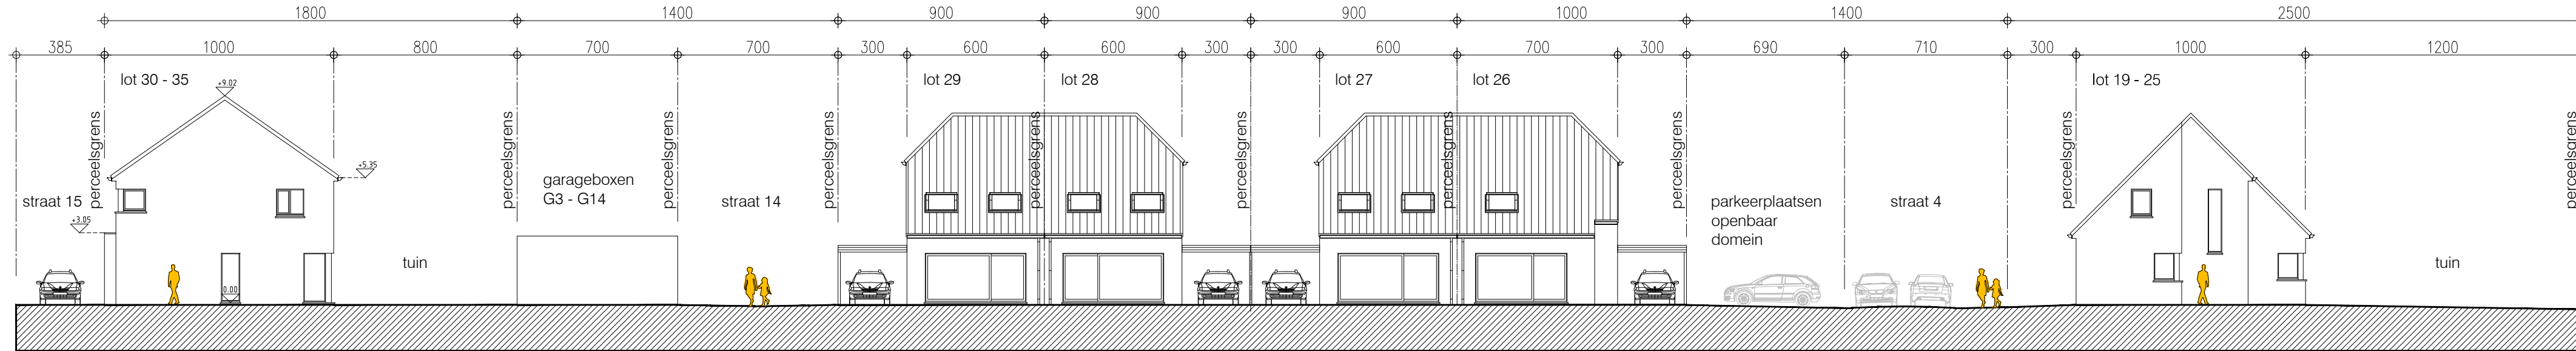 1800 1400 900 900 900 1000 1400 2500
385 1000 800 700 700 300 600 600 300 300 600 700 300 690 710 300 1000 1200
lot 30 - 35
lot 29
lot 28
lot 27
lot 26
lot 19 - 25
+9.02
+5.35
+3.05
0.00
straat 15
perceelsgrens
tuin
perceelsgrens
garageboxen
G3 - G14
perceelsgrens
straat 14
perceelsgrens
perceelsgrens
perceelsgrens
perceelsgrens
perceelsgrens
parkeerplaatsen
openbaar
domein
straat 4
perceelsgrens
tuin
perceelsgrens